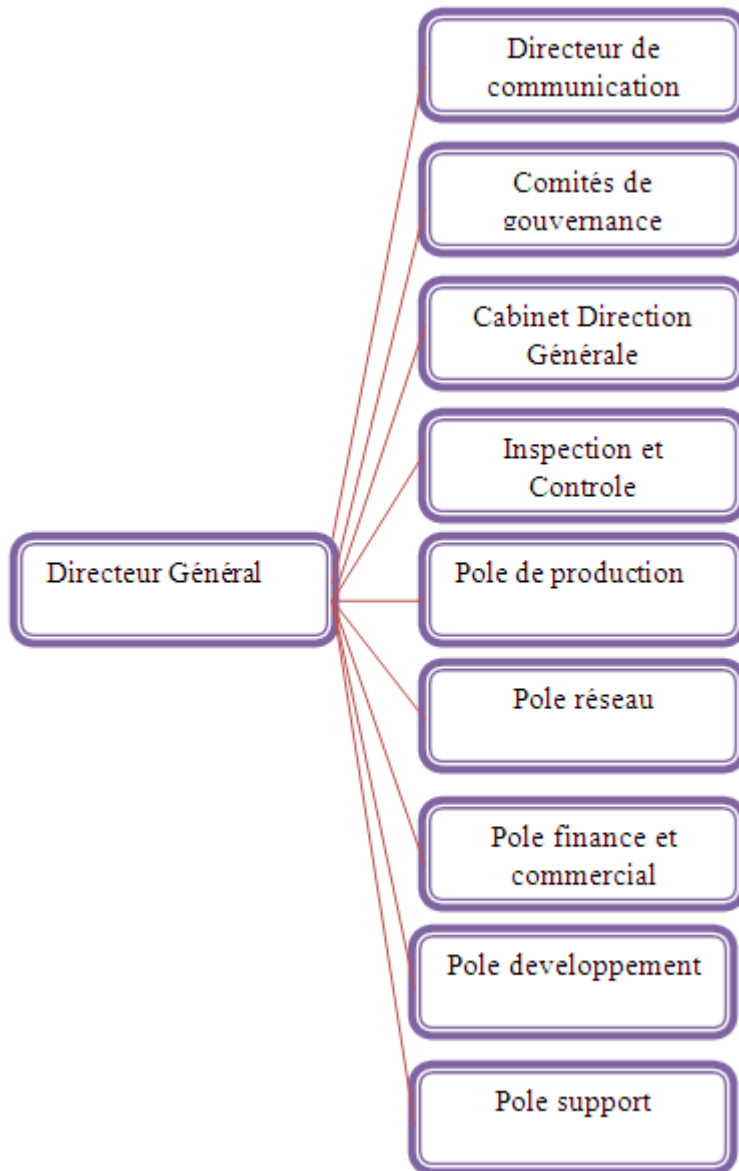 Directeur de
communication
Comités de
gouvernance
Cabinet Direction
Générale
Inspection et
Controle
Directeur Général
Pole de production
Pole réseau
Pole finance et
commercial
Pole developpement
Pole support